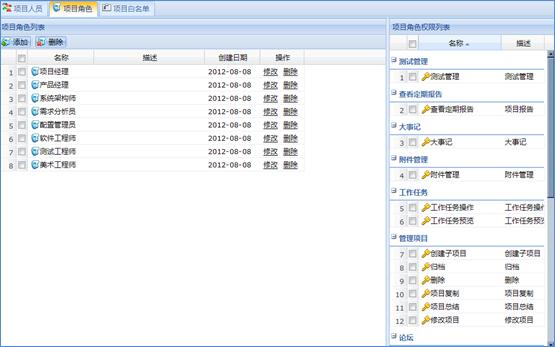 项目人员 项目角色 项目白名单
项目角色列表
添加 删除
名称 描述 创建日期 操作
1 项目经理 2012-08-08 修改 删除
2 产品经理 2012-08-08 修改 删除
3 系统架构师 2012-08-08 修改 删除
4 需求分析员 2012-08-08 修改 删除
5 配置管理员 2012-08-08 修改 删除
6 软件工程师 2012-08-08 修改 删除
7 测试工程师 2012-08-08 修改 删除
8 美术工程师 2012-08-08 修改 删除
项目角色权限列表
名称 描述
测试管理
1 测试管理 测试管理
查看定期报告
2 查看定期报告 项目报告
大事记
3 大事记 大事记
附件管理
4 附件管理 附件管理
工作任务
5 工作任务操作 工作任务操作
6 工作任务预览 工作任务预览
管理项目
7 创建子项目 创建子项目
8 归档 归档
9 删除 删除
10 项目复制 项目复制
11 项目总结 项目总结
12 修改项目 修改项目
论坛